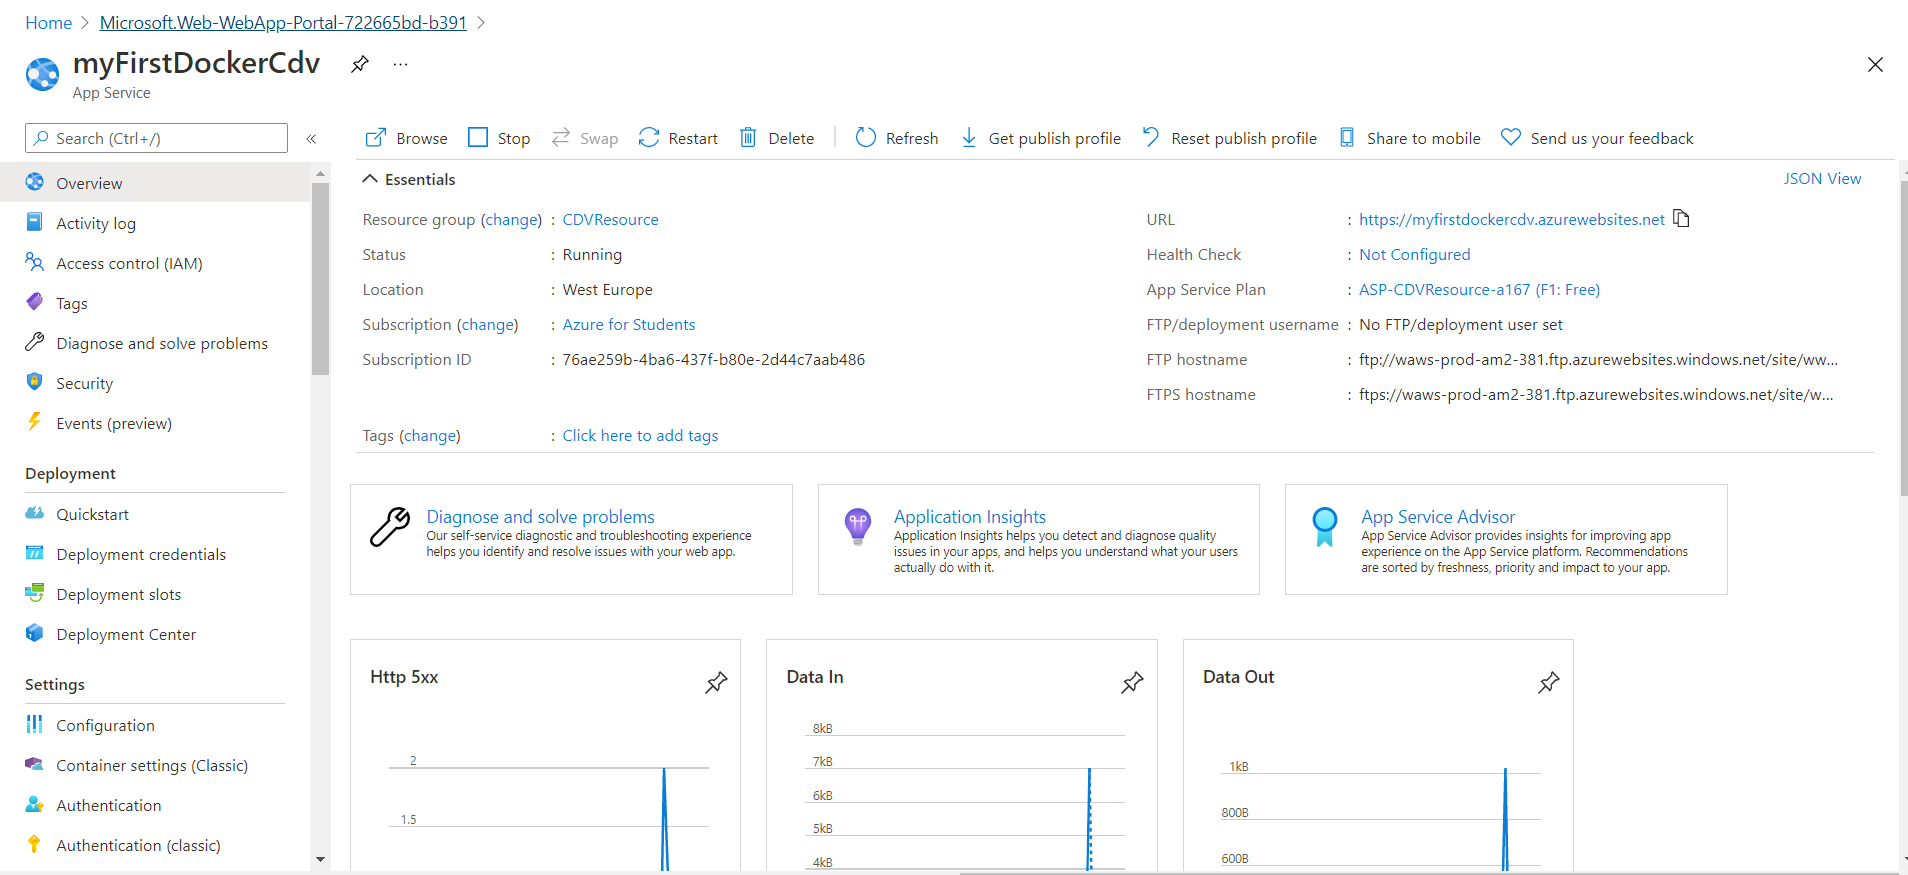 Home > Microsoft.Web-WebApp-Portal-722665bd-b391 >
myFirstDockerCdv ...
App Service
Search (Ctrl+/) «
Overview
Activity log
Access control (IAM)
Tags
Diagnose and solve problems
Security
Events (preview)
Deployment
Quickstart
Deployment credentials
Deployment slots
Deployment Center
Settings
Configuration
Container settings (Classic)
Authentication
Authentication (classic)
Browse Stop Swap Restart Delete Refresh Get publish profile Reset publish profile Share to mobile Send us your feedback
Essentials JSON View
Resource group (change) : CDVResource
Status : Running
Location : West Europe
Subscription (change) : Azure for Students
Subscription ID : 76ae259b-4ba6-437f-b80e-2d44c7aab486
URL : https://myfirstdockercdv.azurewebsites.net
Health Check : Not Configured
App Service Plan : ASP-CDVResource-a167 (F1: Free)
FTP/deployment username : No FTP/deployment user set
FTP hostname : ftp://waws-prod-am2-381.ftp.azurewebsites.windows.net/site/ww...
FTPS hostname : ftps://waws-prod-am2-381.ftp.azurewebsites.windows.net/site/w...
Tags (change) : Click here to add tags
Diagnose and solve problems
Our self-service diagnostic and troubleshooting experience
helps you identify and resolve issues with your web app.
Application Insights
Application Insights helps you detect and diagnose quality
issues in your apps, and helps you understand what your users
actually do with it.
App Service Advisor
App Service Advisor provides insights for improving app
experience on the App Service platform. Recommendations
are sorted by freshness, priority and impact to your app.
Http 5xx
2
1.5
Data In
8kB
7kB
6kB
5kB
4kB
Data Out
1kB
800B
600B